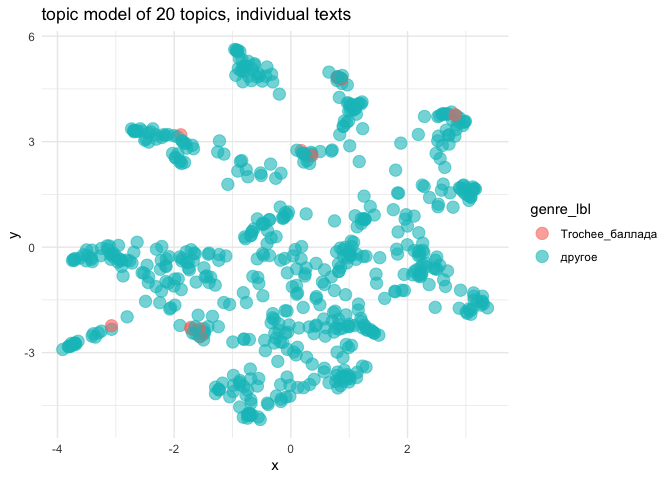 topic model of 20 topics, individual texts
6
3
0
-3
y
-4
-2
0
2
x
genre_lbl
Trochee_баллада
другое